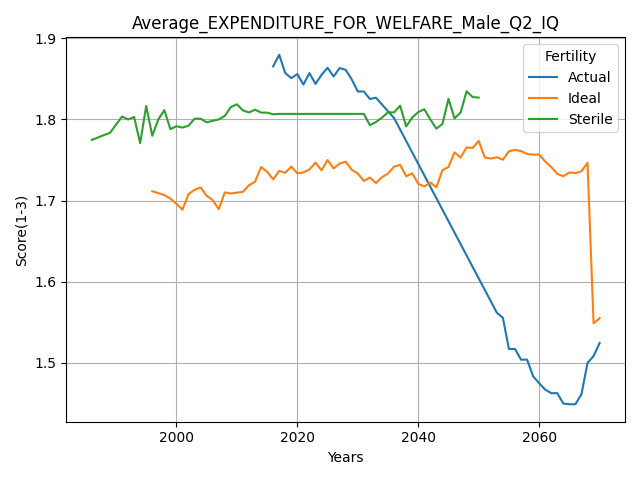 Average_EXPENDITURE_FOR_WELFARE_Male_Q2_IQ
Fertility
Actual
Ideal
Sterile
Score(1-3)
1.9
1.8
1.7
1.6
1.5
2000 2020 2040 2060
Years